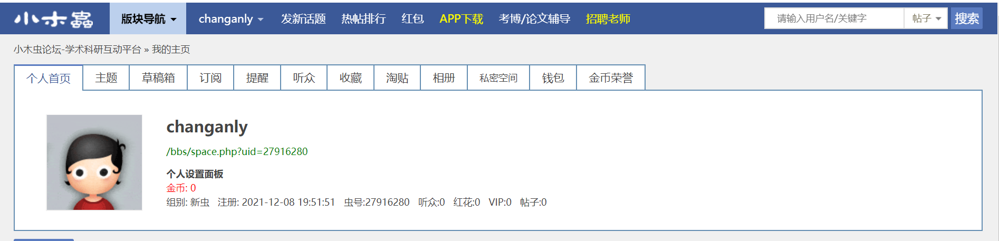 小木蟲 版块导航 changanly 发新话题 热帖排行 红包 APP下载 考博/论文辅导 招聘老师 请输入用户名/关键字 帖子 搜索
小木虫论坛-学术科研互动平台 » 我的主页
个人首页 主题 草稿箱 订阅 提醒 听众 收藏 淘贴 相册 私密空间 钱包 金币荣誉
changanly
/bbs/space.php?uid=27916280
个人设置面板
金币: 0
组别: 新虫 注册: 2021-12-08 19:51:51 虫号:27916280 听众:0 红花:0 VIP:0 帖子:0